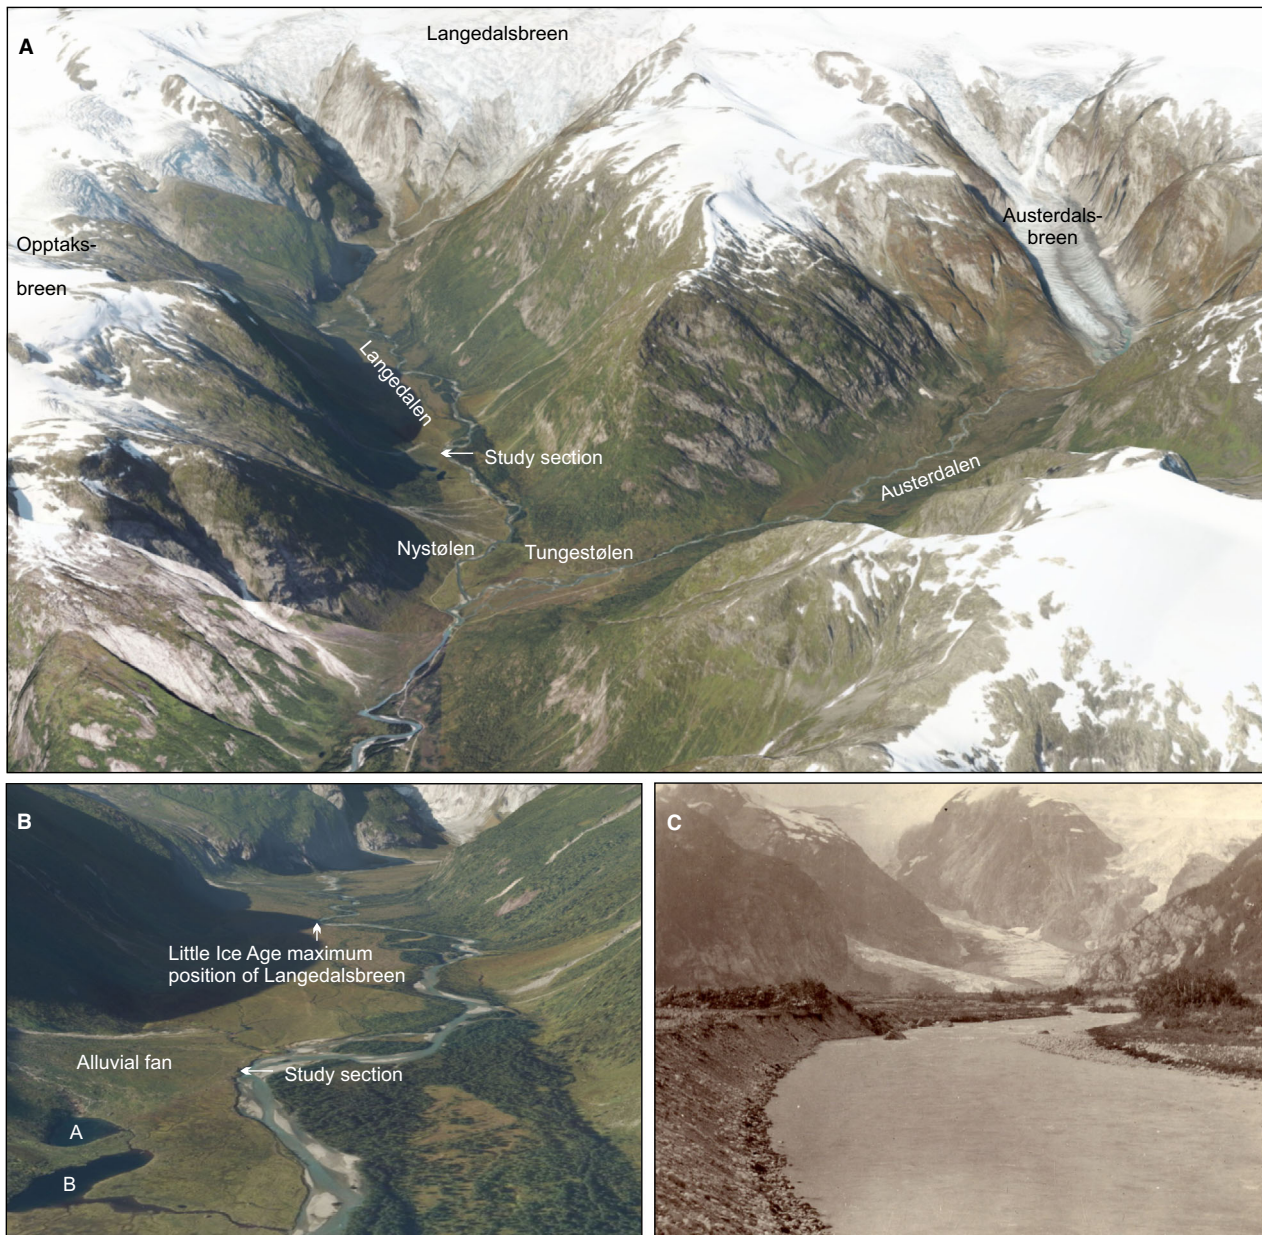 A
Langedalsbreen
Austerdals-
breen
Opptaks-
breen
Langedalen
Study section
Austerdalen
Nystølen
Tungestølen
B
Little Ice Age maximum
position of Langedalsbreen
Alluvial fan
Study section
A
B
C